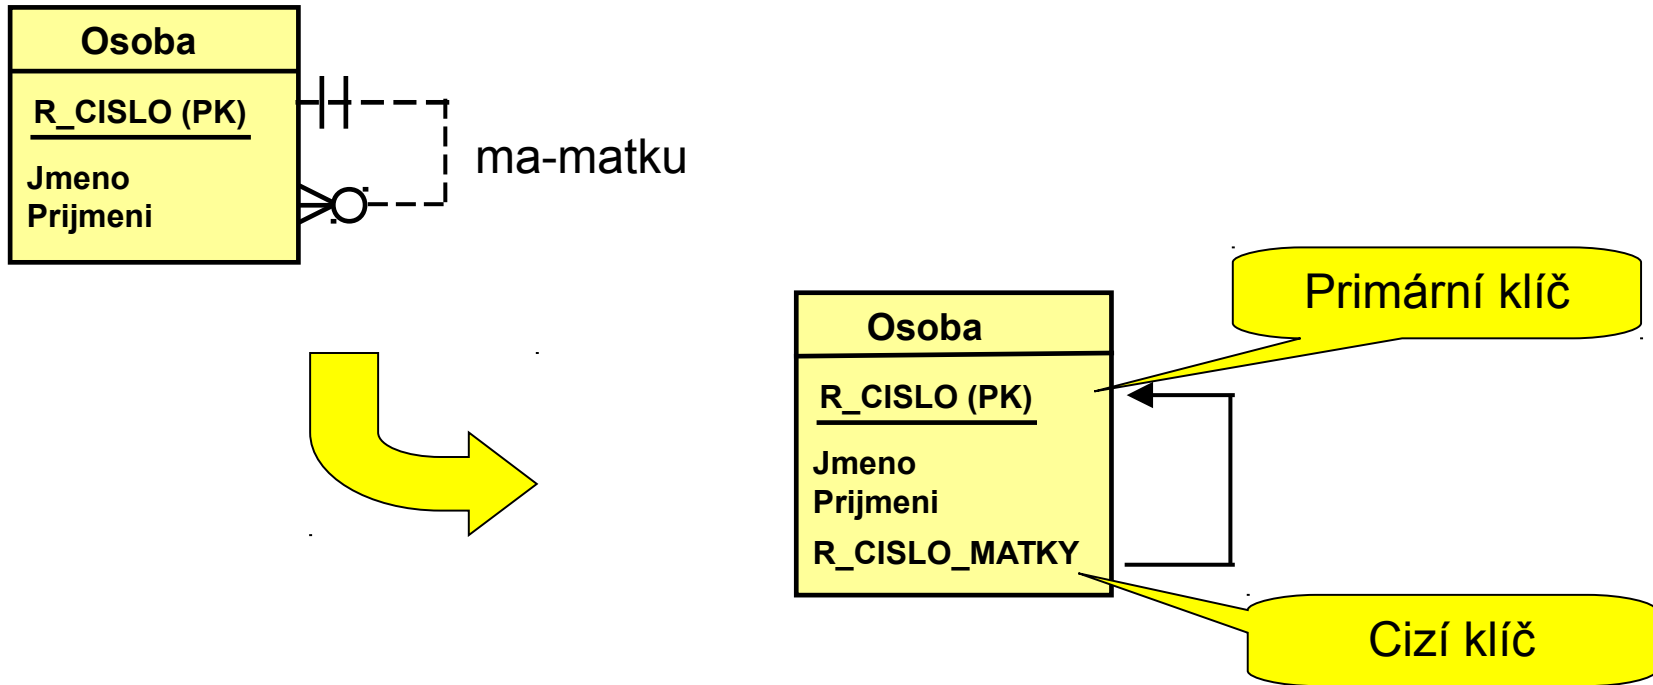 Osoba
R_CISLO (PK)
Jmeno
Prijmeni
ma-matku
Primární klíč
Osoba
R_CISLO (PK)
Jmeno
Prijmeni
R_CISLO_MATKY
Cizí klíč